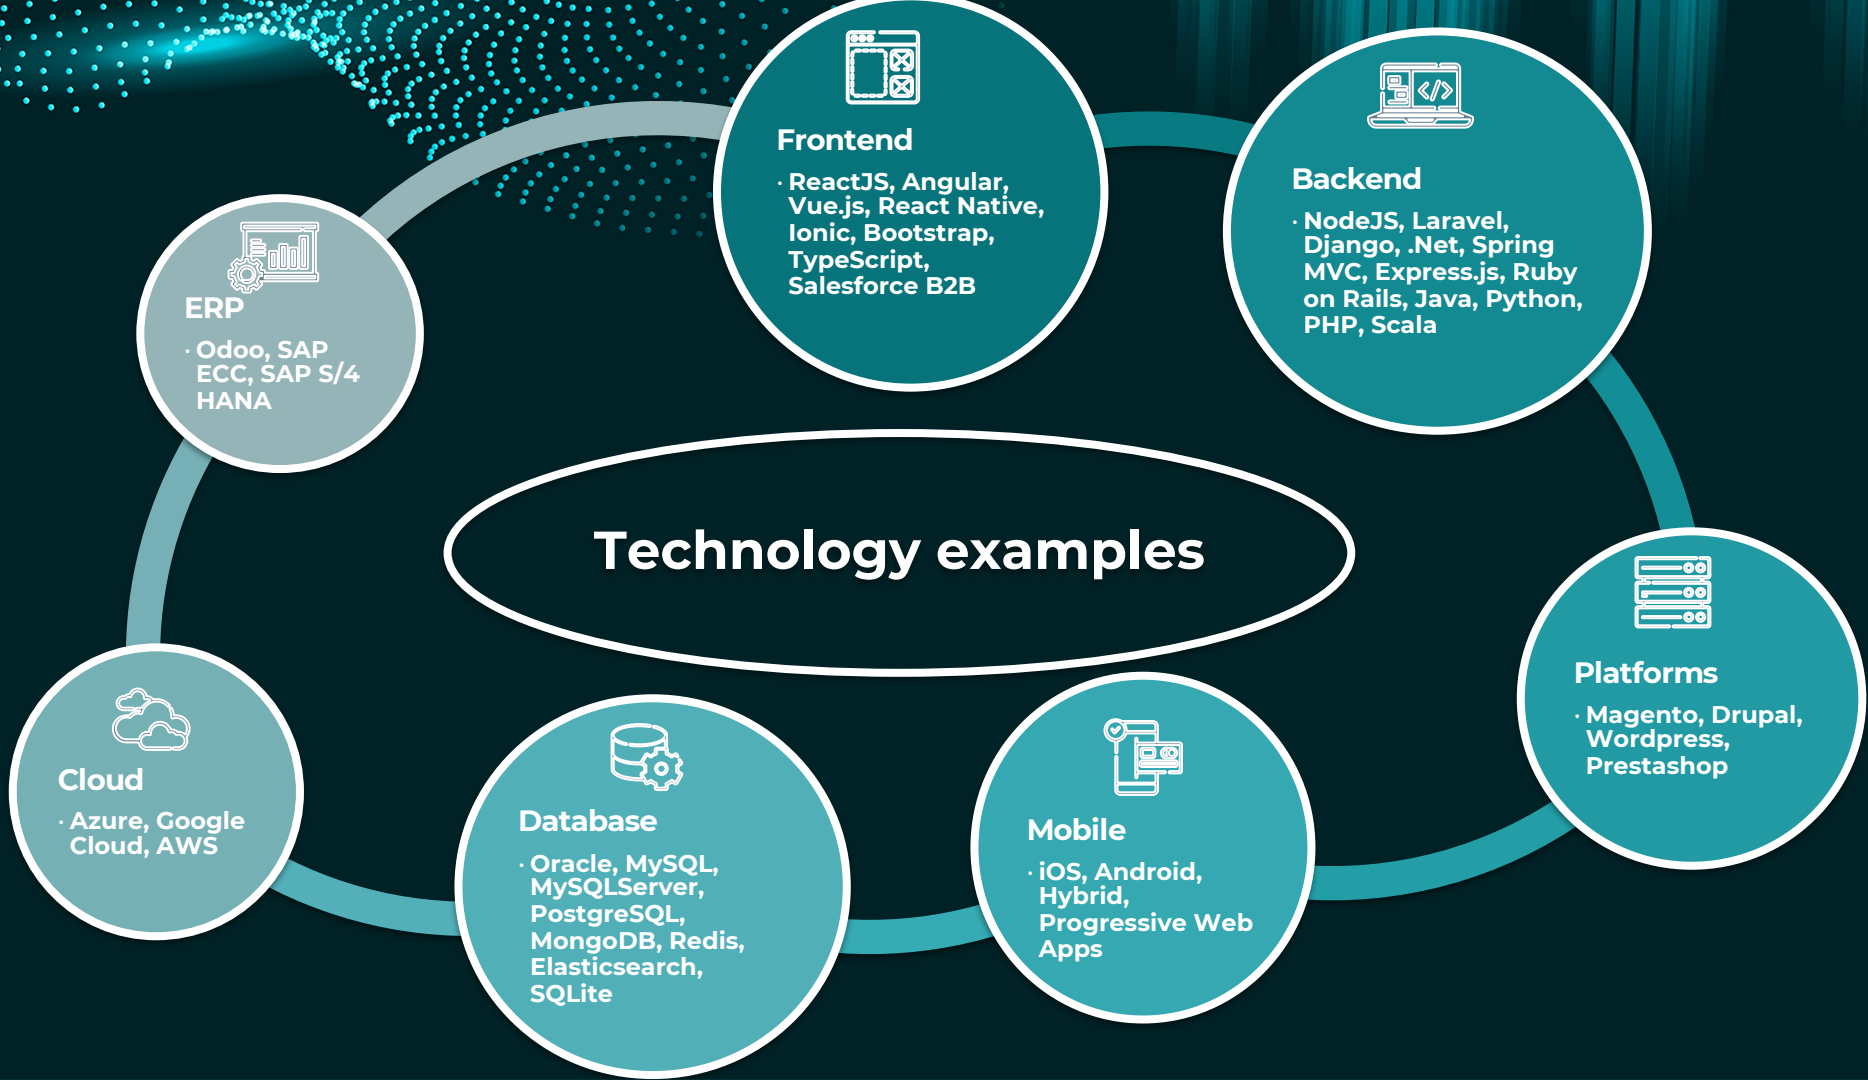 Frontend
· ReactJS, Angular,
Vue.js, React Native,
Ionic, Bootstrap,
TypeScript,
Salesforce B2B
Backend
· NodeJS, Laravel,
Django, .Net, Spring
MVC, Express.js, Ruby
on Rails, Java, Python,
PHP, Scala
ERP
· Odoo, SAP
ECC, SAP S/4
HANA
Technology examples
Platforms
· Magento, Drupal,
Wordpress,
Prestashop
Cloud
· Azure, Google
Cloud, AWS
Database
· Oracle, MySQL,
MySQLServer,
PostgreSQL,
MongoDB, Redis,
Elasticsearch,
SQLite
Mobile
· iOS, Android,
Hybrid,
Progressive Web
Apps